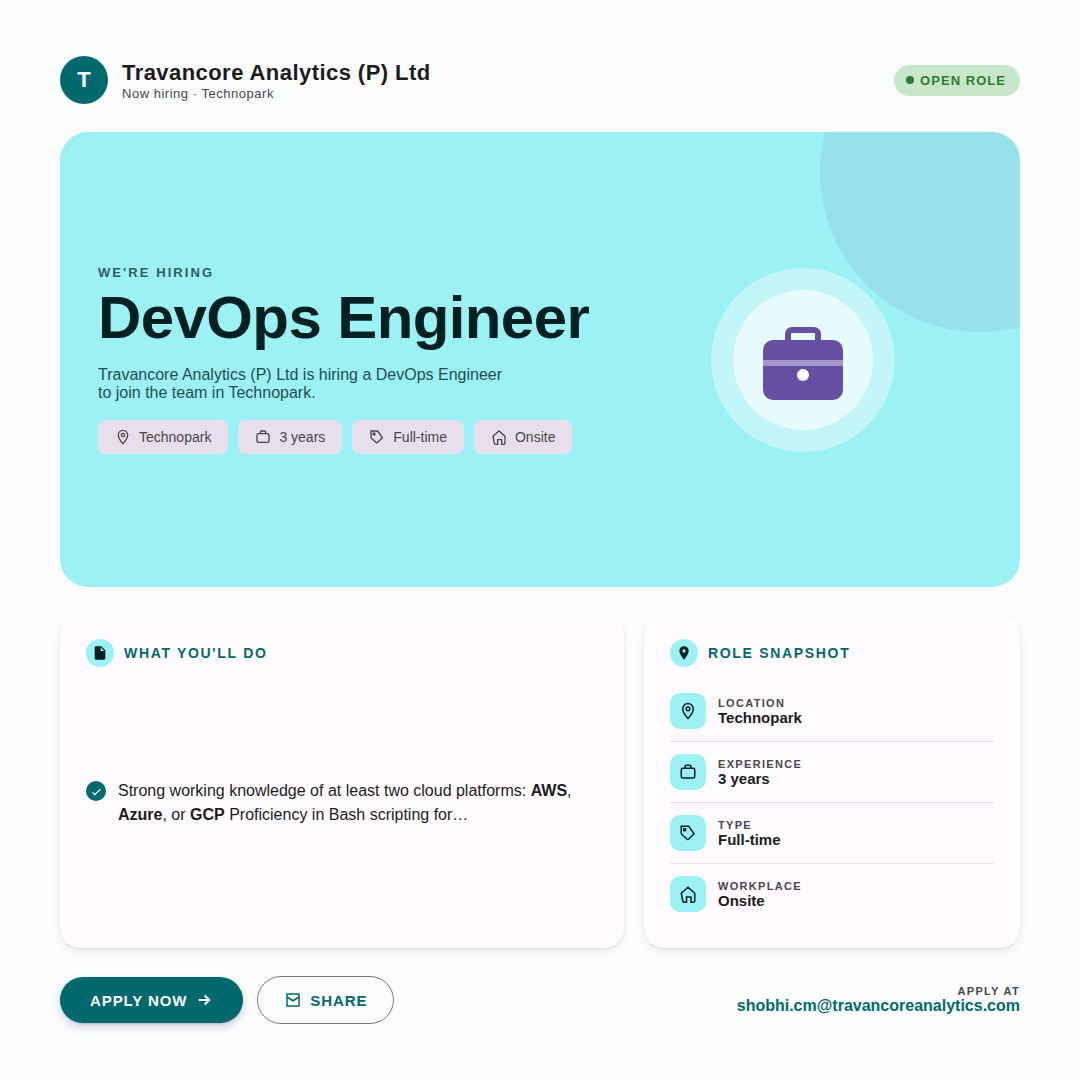 T
Travancore Analytics (P) Ltd
Now hiring · Technopark
OPEN ROLE
WE'RE HIRING
DevOps Engineer
Travancore Analytics (P) Ltd is hiring a DevOps Engineer
to join the team in Technopark.
Technopark
3 years
Full-time
Onsite
WHAT YOU'LL DO
Strong working knowledge of at least two cloud platforms: AWS,
Azure, or GCP Proficiency in Bash scripting for…
ROLE SNAPSHOT
LOCATION
Technopark
EXPERIENCE
3 years
TYPE
Full-time
WORKPLACE
Onsite
APPLY NOW
SHARE
APPLY AT
shobhi.cm@travancoreanalytics.com